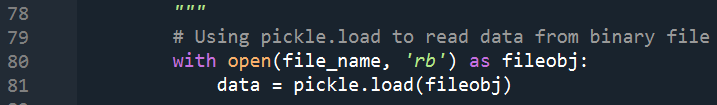 78 """
79 # Using pickle.load to read data from binary file
80 with open(file_name, 'rb') as fileobj:
81 data = pickle.load(fileobj)